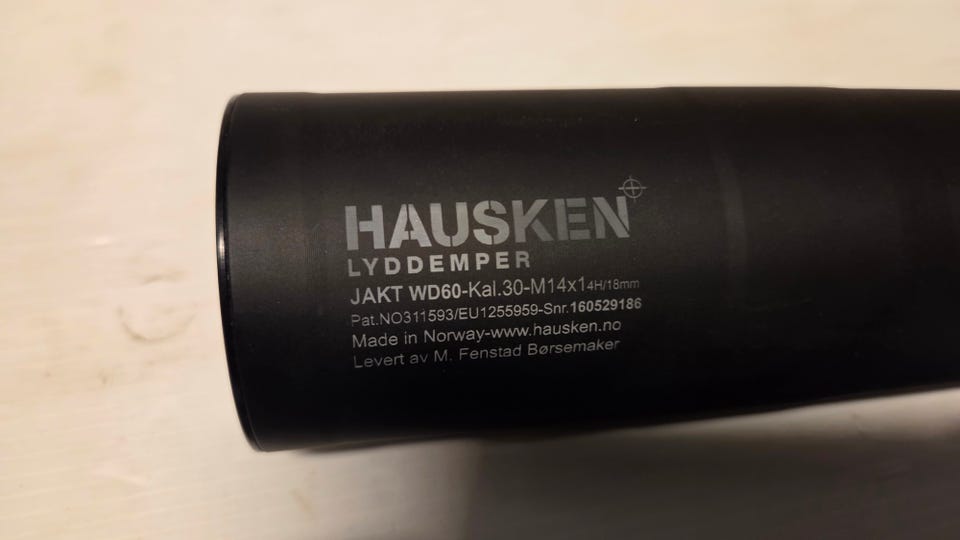 HAUSKEN
LYDDEMPER
JAKT WD60-Kal.30-M14x1 4H/18mm
Pat.NO311593/EU1255959-Snr.160529186
Made in Norway-www.hausken.no
Levert av M. Fenstad Børsemaker